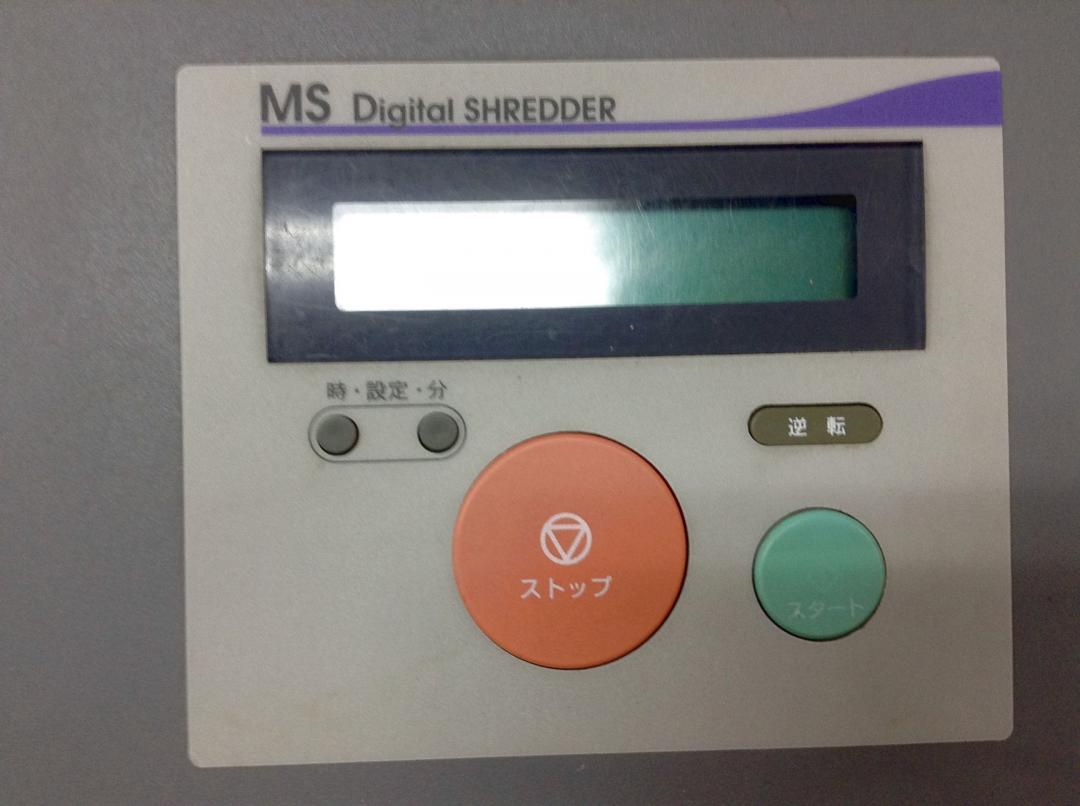 MS Digital SHREDDER
時・設定・分
逆 転
ストップ
スタート